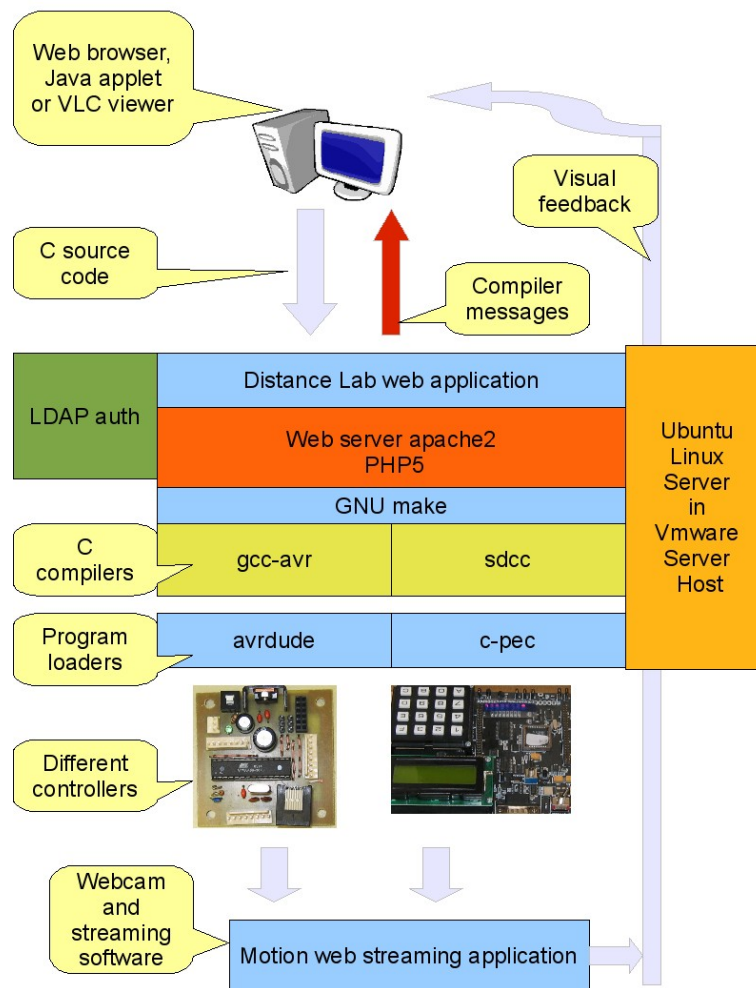 Web browser,
Java applet
or VLC viewer
Visual
feedback
C source
code
Compiler
messages
LDAP auth
Distance Lab web application
Web server apache2
PHP5
GNU make
Ubuntu
Linux
Server
in
Vmware
Server
Host
C
compilers
gcc-avr
sdcc
Program
loaders
avrdude
c-pec
Different
controllers
Webcam
and
streaming
software
Motion web streaming application